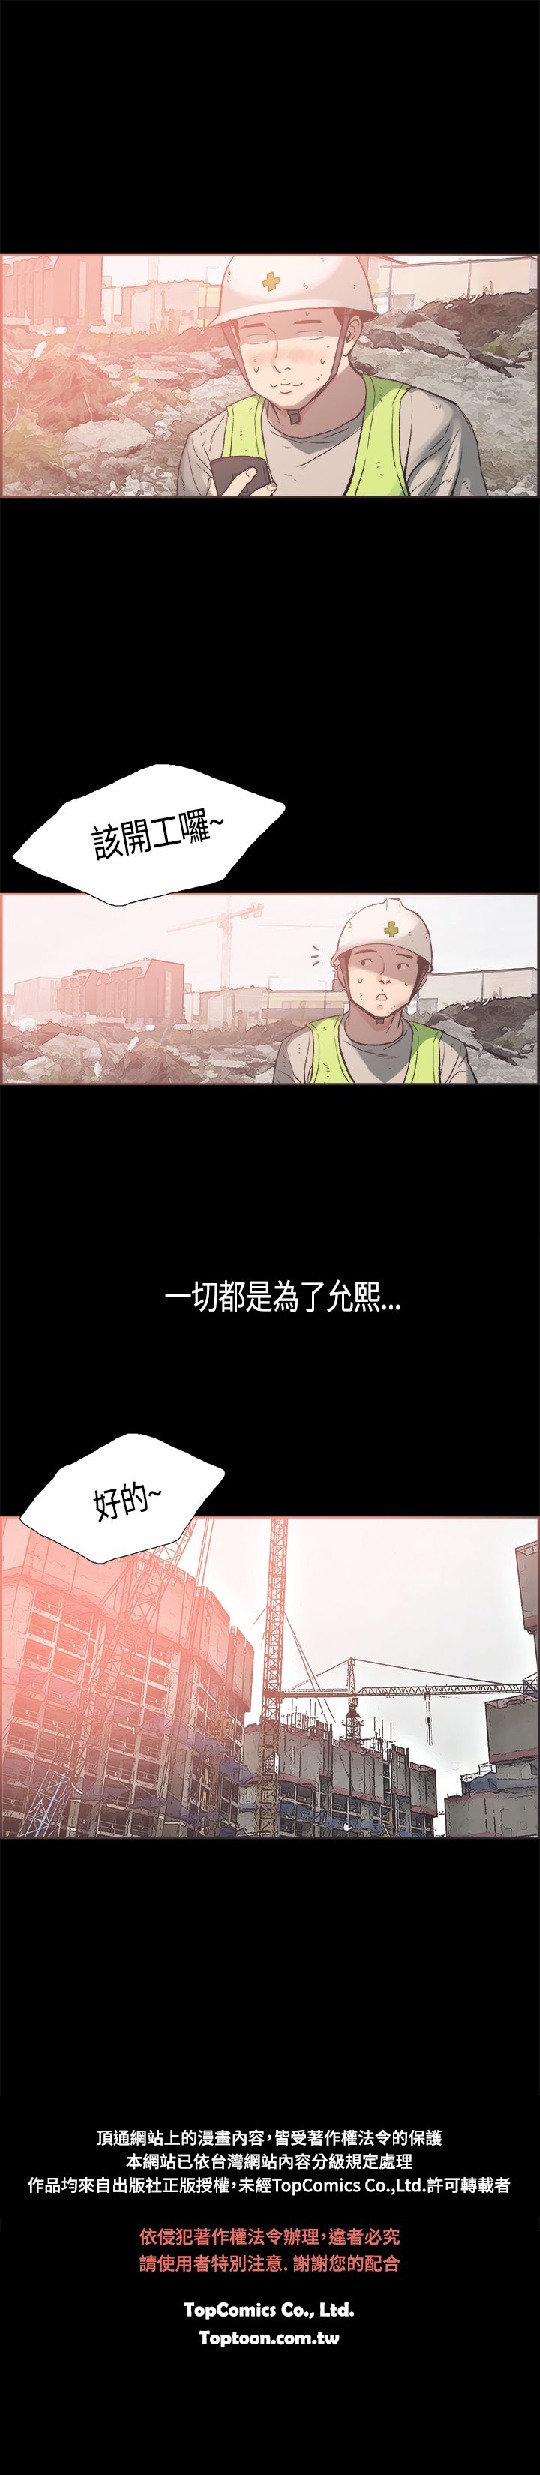 該開工囉~
一切都是為了允熙...
好的~
頂通網站上的漫畫內容，皆受著作權法令的保護
本網站已依台灣網站內容分級規定處理
作品均來自出版社正版授權，未經TopComics Co.,Ltd.許可轉載者
依侵犯著作權法令辦理，違者必究
請使用者特別注意. 謝謝您的配合
TopComics Co., Ltd.
Toptoon.com.tw